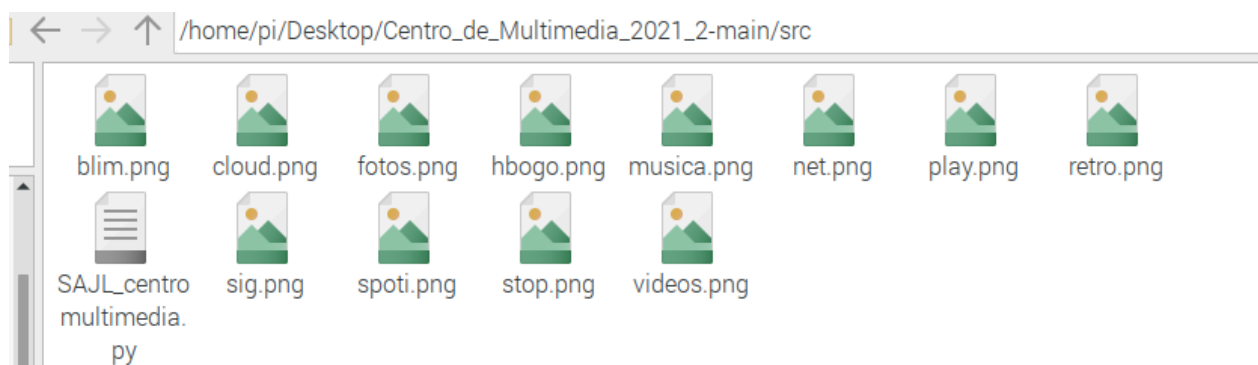 /home/pi/Desktop/Centro_de_Multimedia_2021_2-main/src
blim.png cloud.png fotos.png hbogo.png musica.png net.png play.png retro.png
SAJL_centro sig.png spoti.png stop.png videos.png
multimedia.
py